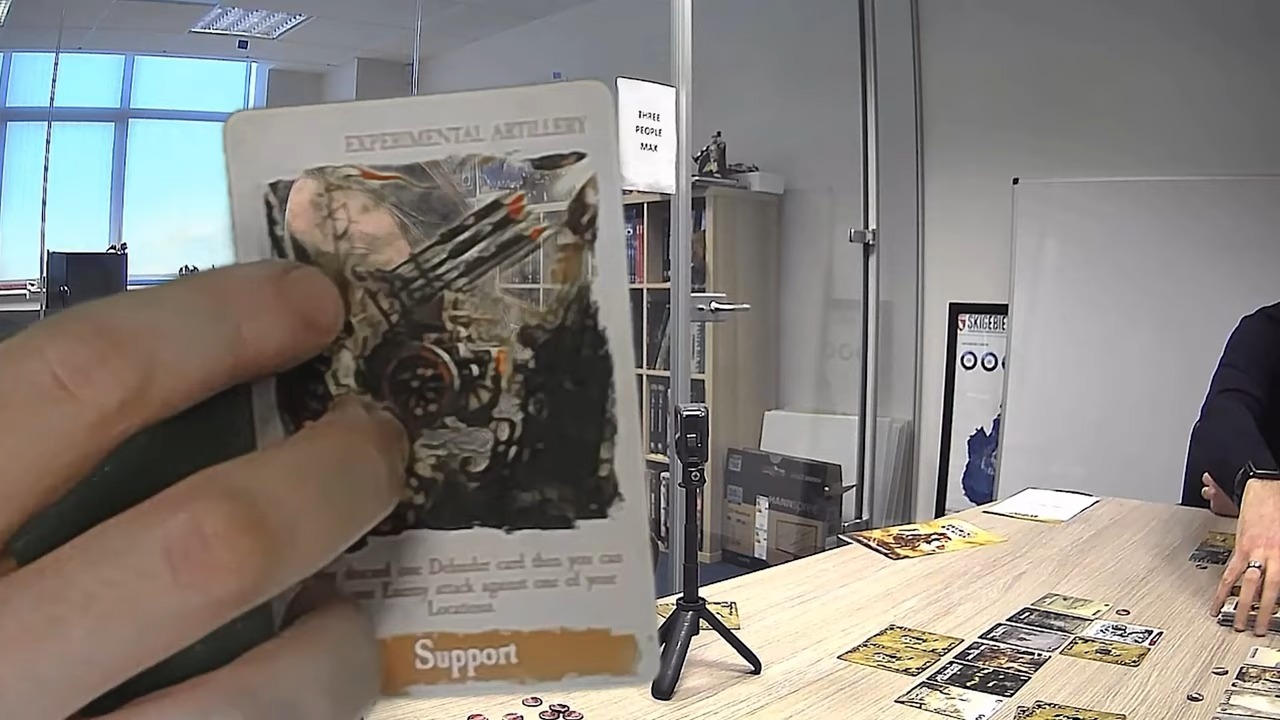 EXPERIMENTAL ARTILLERY
THREE
PEOPLE
MAX
SKIGEBIE
one Defender card then you can
Enemy attack against one of your
Locations.
Support